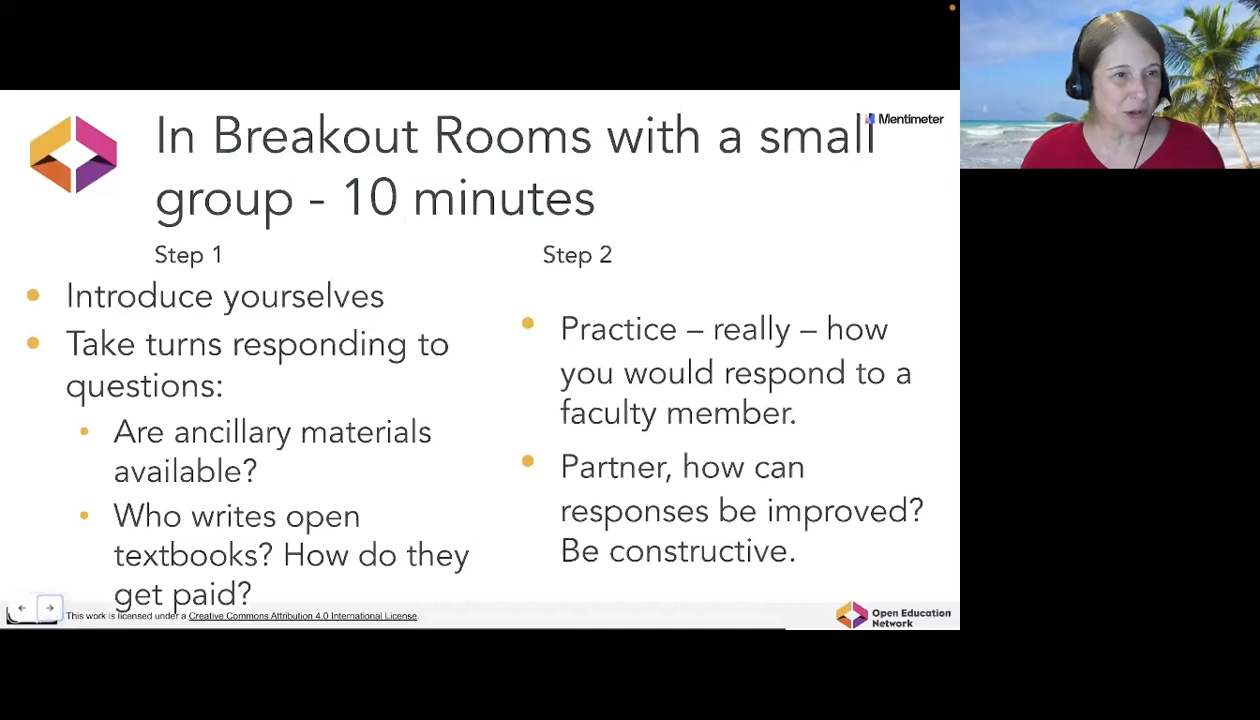 In Breakout Rooms with a small
group - 10 minutes
Mentimeter
Step 1
Introduce yourselves
Take turns responding to
questions:
Are ancillary materials
available?
Who writes open
textbooks? How do they
get paid?
Step 2
Practice – really – how
you would respond to a
faculty member.
Partner, how can
responses be improved?
Be constructive.
This work is licensed under a Creative Commons Attribution 4.0 International License.
Open Education
Network